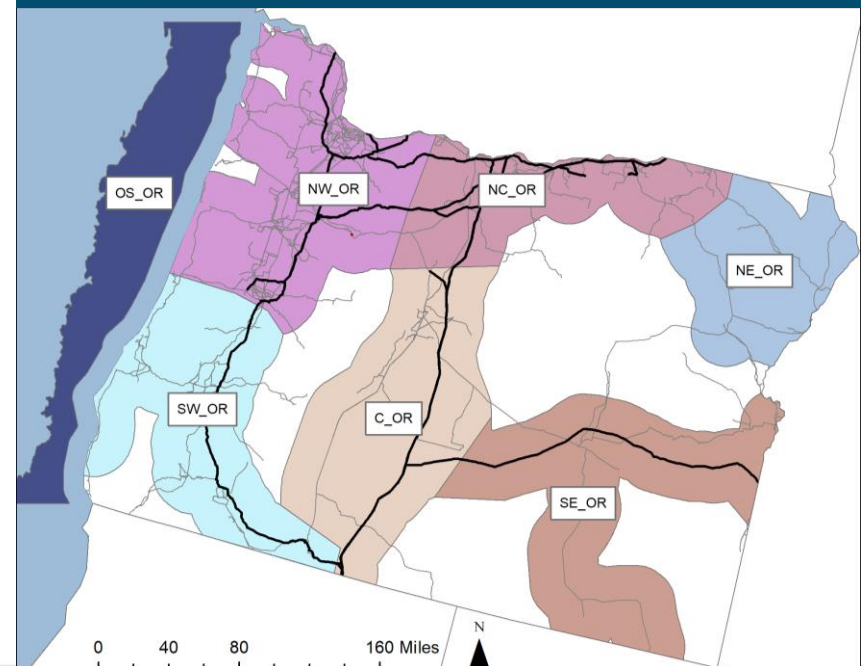 OS_OR
NW_OR
NC_OR
NE_OR
SW_OR
C_OR
SE_OR
0 40 80 160 Miles
N